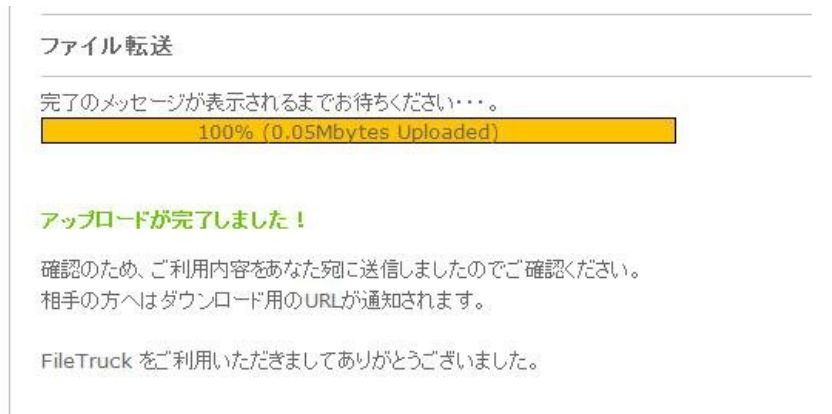 ファイル転送
完了のメッセージが表示されるまでお待ちください・・・。
100% (0.05Mbytes Uploaded)
アップロードが完了しました！
確認のため、ご利用内容をあなた宛に送信しましたのでご確認ください。
相手の方へはダウンロード用のURLが通知されます。
FileTruck をご利用いただきましてありがとうございました。